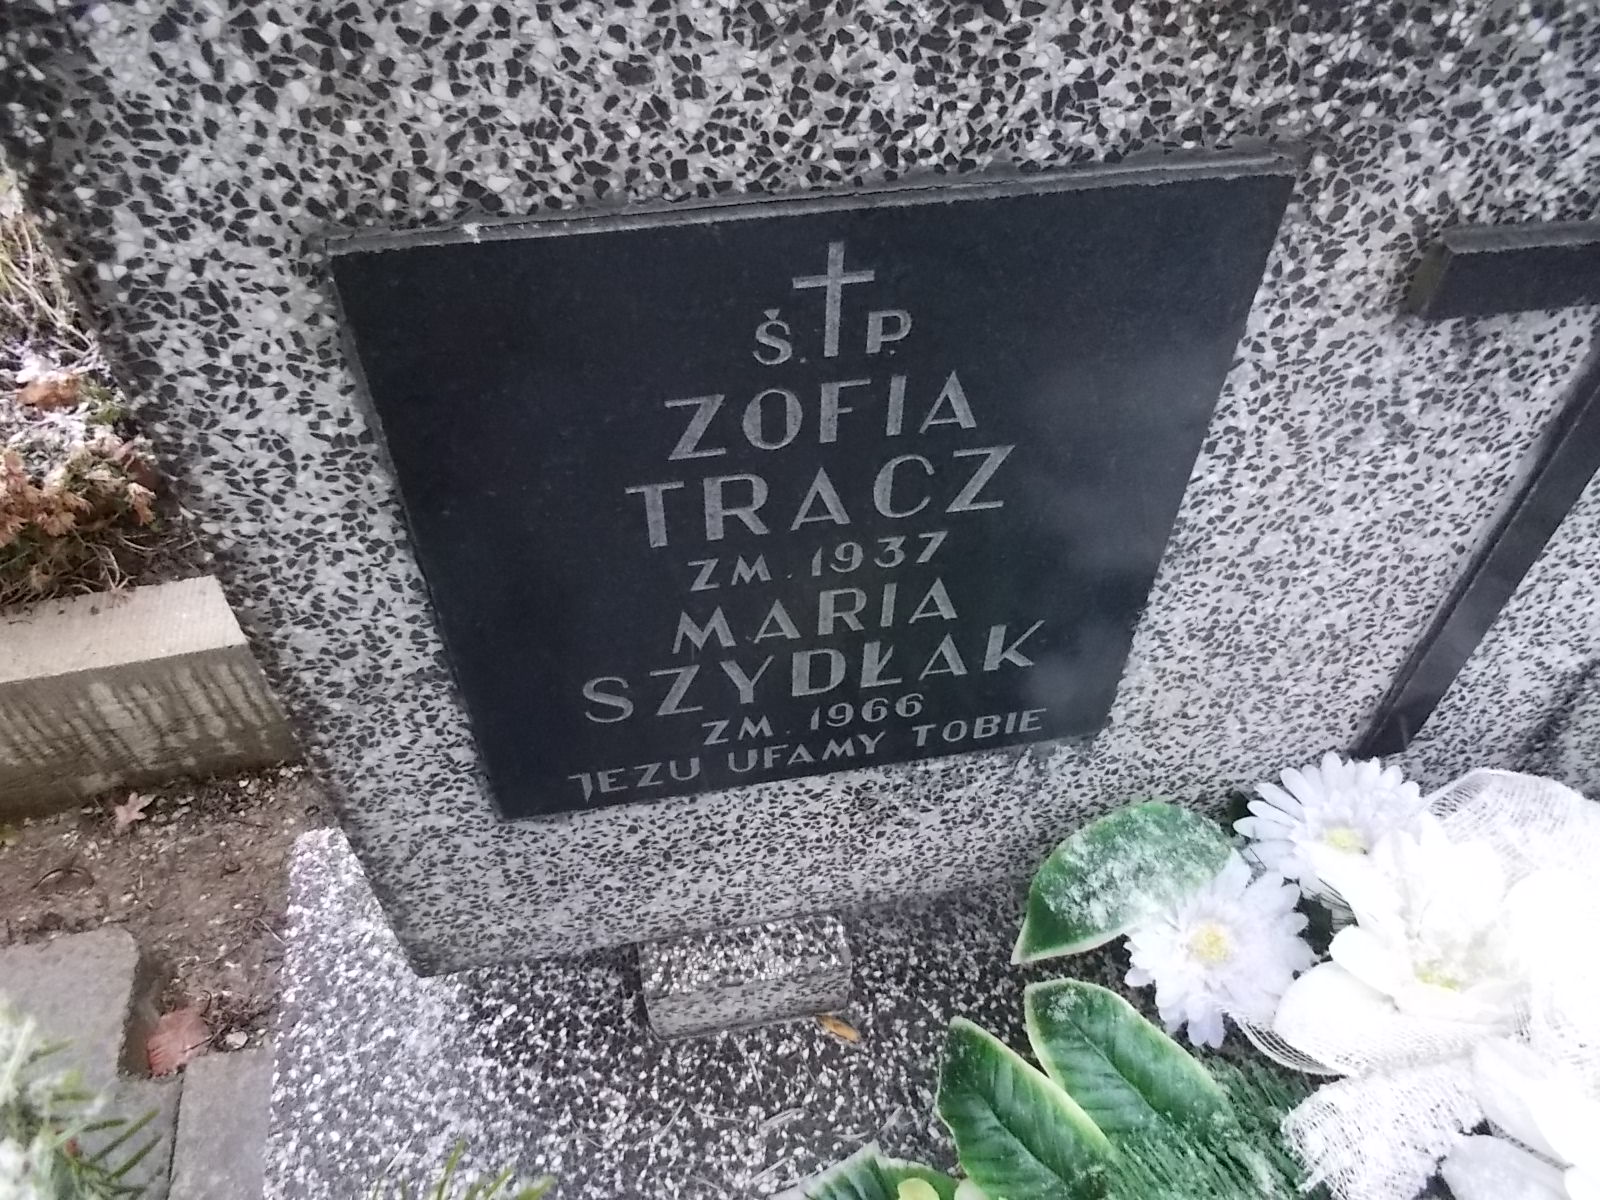 Ś. P.
ZOFIA
TRACZ
ZM. 1937
MARIA
SZYDŁAK
ZM. 1966
JEZU UFAMY TOBIE